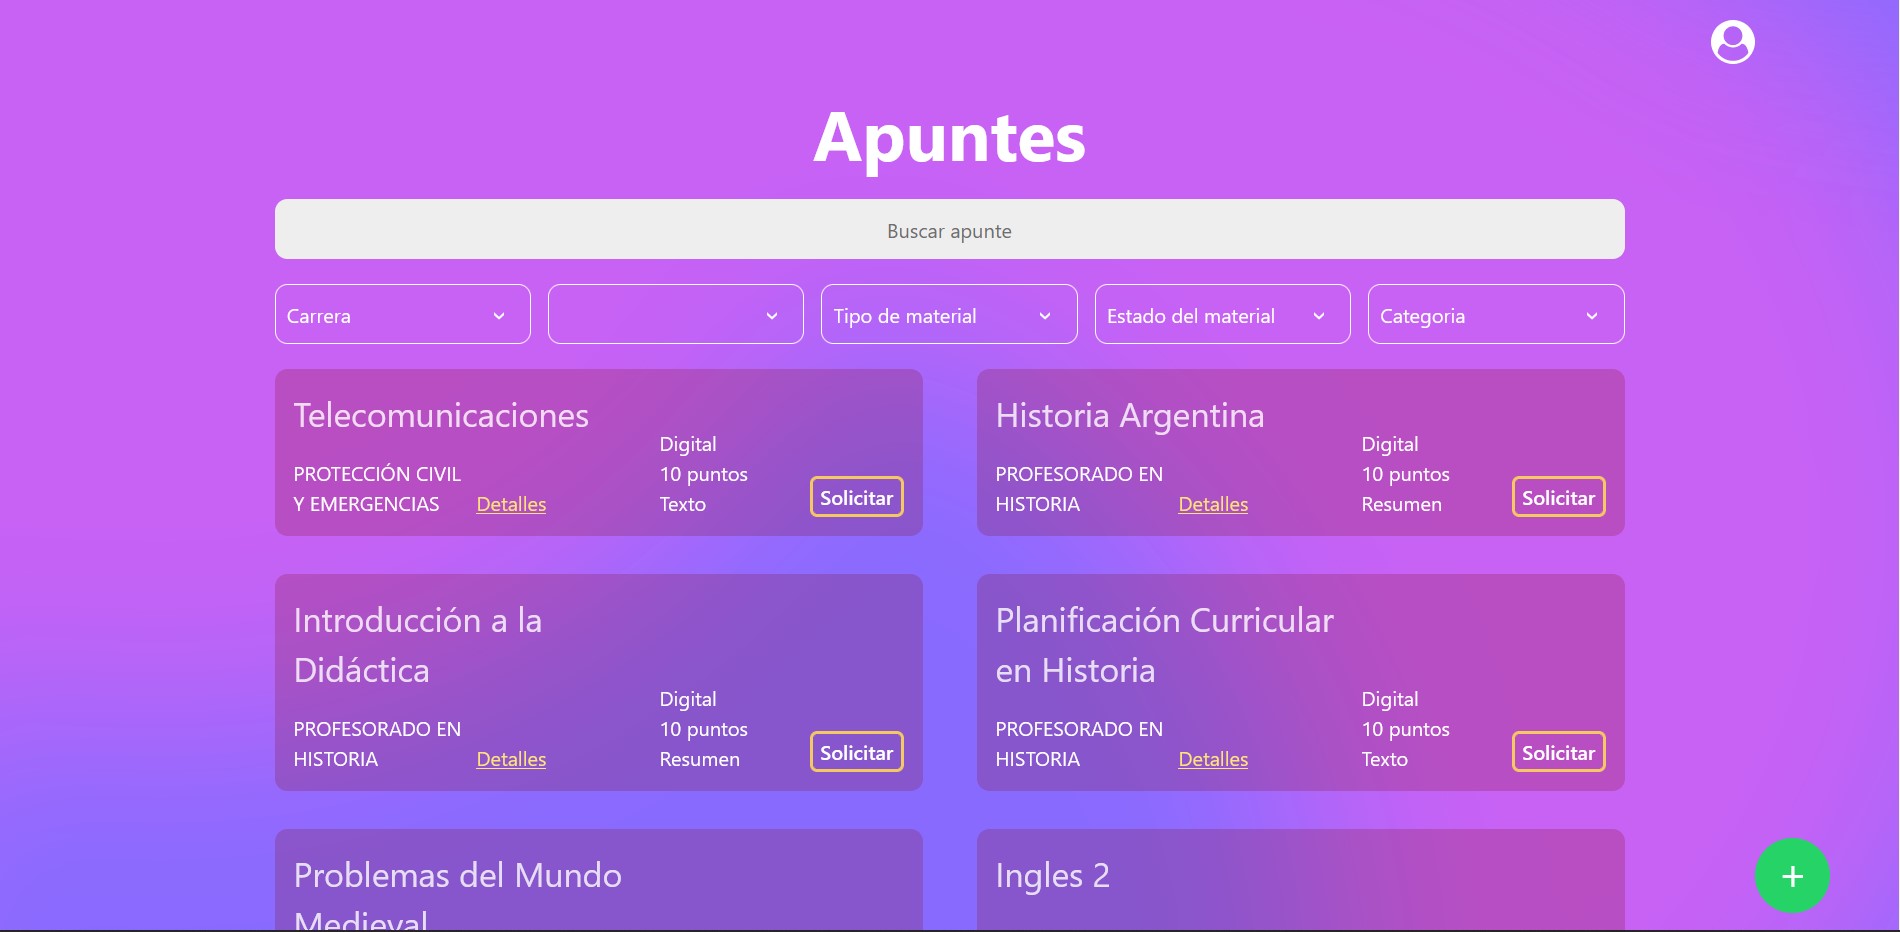 Apuntes
Buscar apunte
Carrera
Tipo de material
Estado del material
Categoria
Telecomunicaciones
PROTECCIÓN CIVIL
Y EMERGENCIAS
Detalles
Digital
10 puntos
Texto
Solicitar
Historia Argentina
PROFESORADO EN
HISTORIA
Detalles
Digital
10 puntos
Resumen
Solicitar
Introducción a la
Didáctica
PROFESORADO EN
HISTORIA
Detalles
Digital
10 puntos
Resumen
Solicitar
Planificación Curricular
en Historia
PROFESORADO EN
HISTORIA
Detalles
Digital
10 puntos
Texto
Solicitar
Problemas del Mundo
Medieval
Ingles 2
+